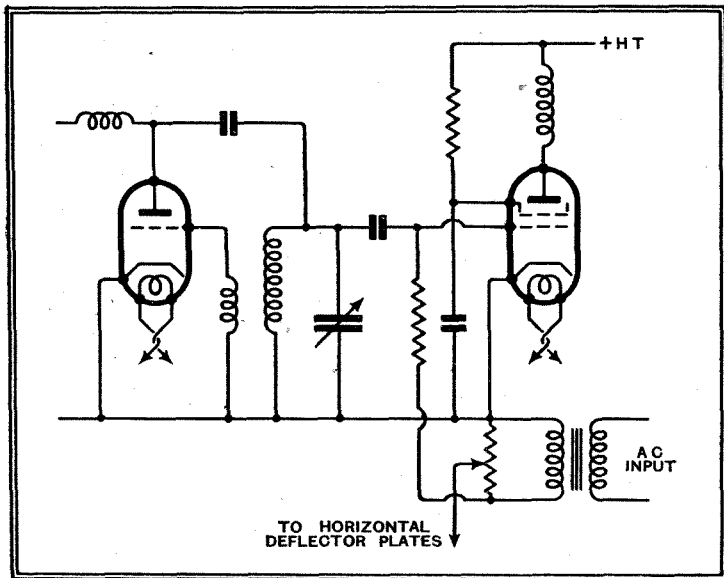 +HT
AC
INPUT
TO HORIZONTAL
DEFLECTOR PLATES